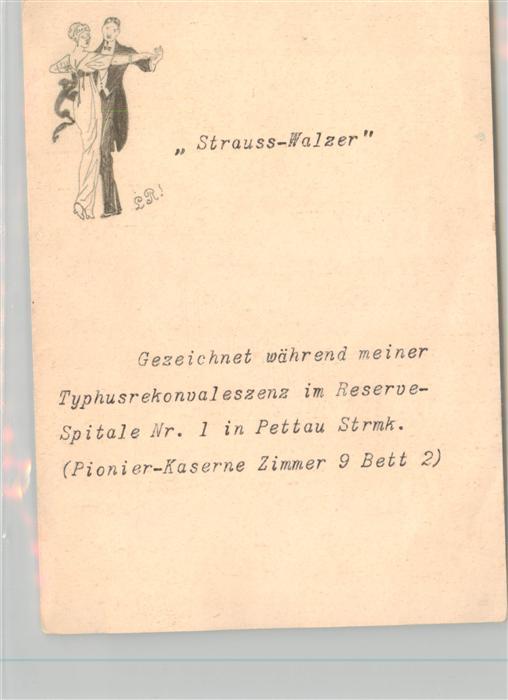 „Strauss-Walzer"
LR!
Gezeichnet während meiner
Typhusrekonvaleszenz im Reserve-
Spitale Nr. 1 in Pettau Strmk.
(Pionier-Kaserne Zimmer 9 Bett 2)